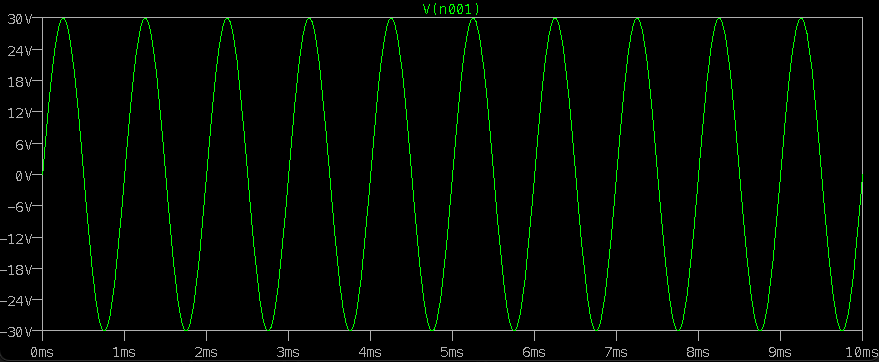 V(n001)
30V
24V
18V
12V
6V
0V
-6V
-12V
-18V
-24V
-30V
0ms 1ms 2ms 3ms 4ms 5ms 6ms 7ms 8ms 9ms 10ms